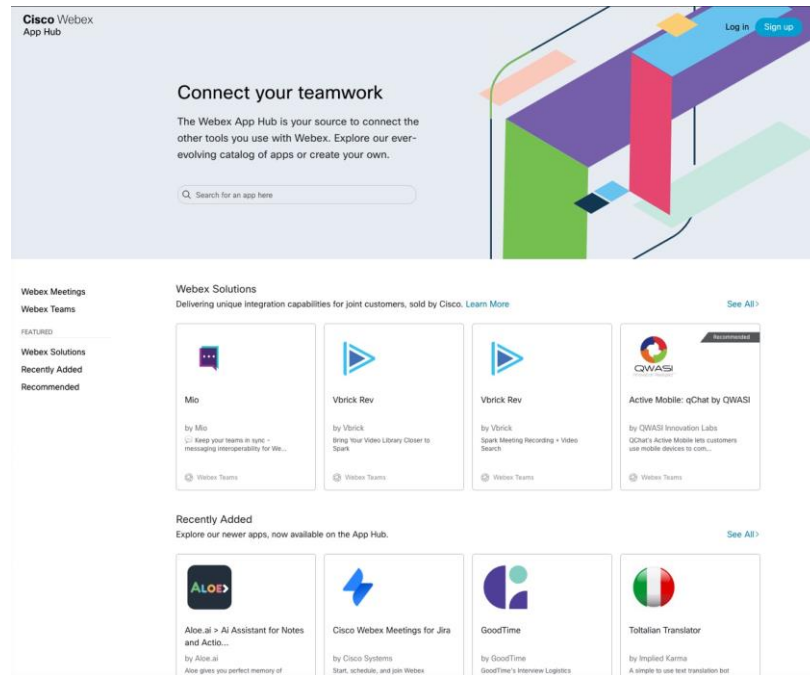 Cisco Webex
App Hub
Log in
Sign up
Connect your teamwork
The Webex App Hub is your source to connect the
other tools you use with Webex. Explore our ever-
evolving catalog of apps or create your own.
Search for an app here
Webex Meetings
Webex Teams
FEATURED
Webex Solutions
Recently Added
Recommended
Webex Solutions
Delivering unique integration capabilities for joint customers, sold by Cisco. Learn More
See All>
Mio
by Mio
Keep your teams in sync -
messaging interoperability for We...
Webex Teams
Vbrick Rev
by Vbrick
Bring Your Video Library Closer to
Spark
Webex Teams
Vbrick Rev
by Vbrick
Spark Meeting Recording + Video
Search
Webex Teams
Recommended
QWASI
Active Mobile: qChat by QWASI
by QWASI Innovation Labs
QChat's Active Mobile lets customers
use mobile devices to com...
Webex Teams
Recently Added
Explore our newer apps, now available on the App Hub.
See All>
ALOE>
Aloe.ai > Ai Assistant for Notes
and Actio...
by Aloe.ai
Aloe gives you perfect memory of
Cisco Webex Meetings for Jira
by Cisco Systems
Start, schedule, and join Webex
GoodTime
by GoodTime
GoodTime's Interview Logistics
Toltalian Translator
by Implied Karma
A simple to use text translation bot